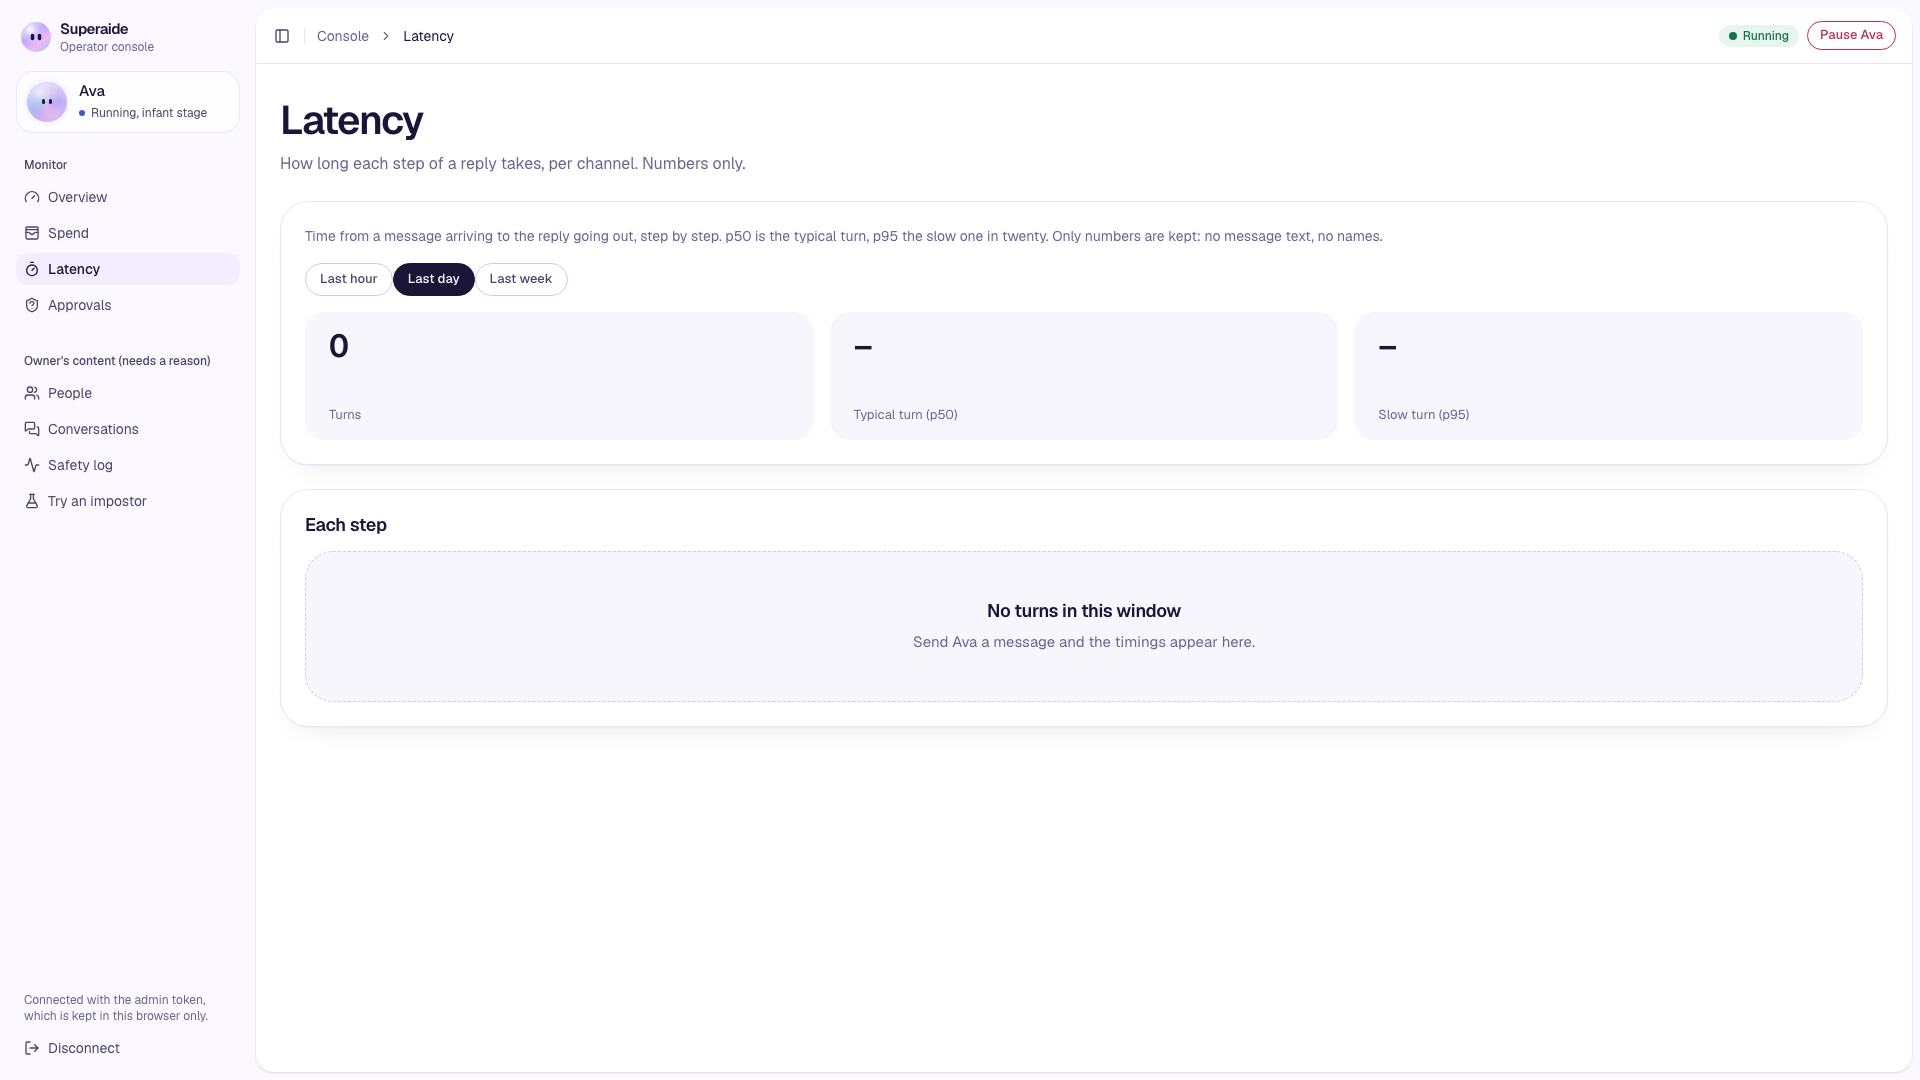 Superaide
Operator console
Ava
Running, infant stage
Monitor
Overview
Spend
Latency
Approvals
Owner's content (needs a reason)
People
Conversations
Safety log
Try an impostor
Connected with the admin token,
which is kept in this browser only.
Disconnect
Console > Latency
Running
Pause Ava
Latency
How long each step of a reply takes, per channel. Numbers only.
Time from a message arriving to the reply going out, step by step. p50 is the typical turn, p95 the slow one in twenty. Only numbers are kept: no message text, no names.
Last hour
Last day
Last week
0
Turns
–
Typical turn (p50)
–
Slow turn (p95)
Each step
No turns in this window
Send Ava a message and the timings appear here.